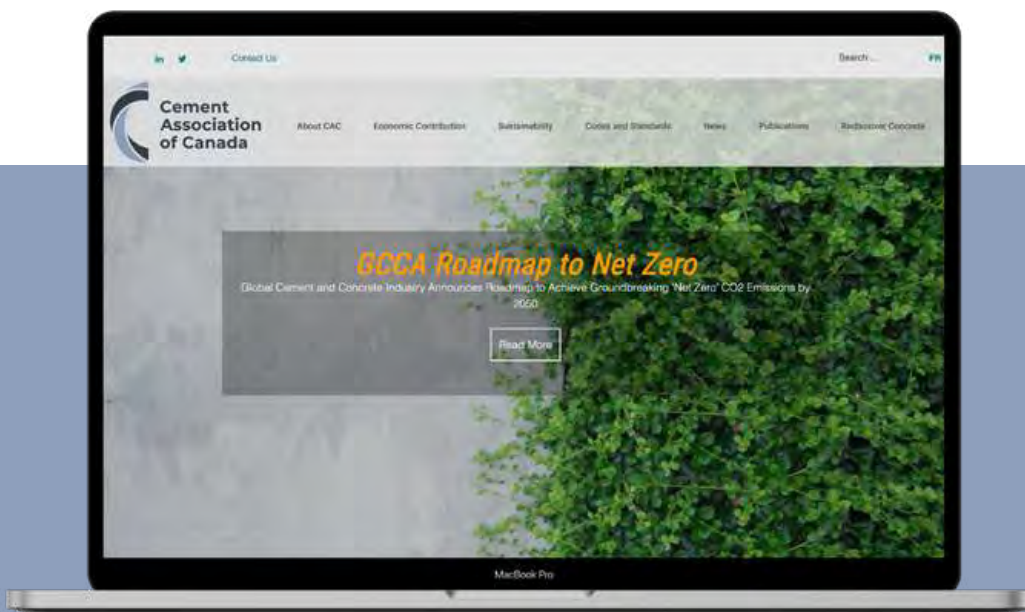 in
Contact Us
Search ...
FR
Cement
Association
of Canada
About CAC
Economic Contribution
Sustainability
Codes and Standards
News
Publications
Rediscover Concrete
GCCA Roadmap to Net Zero
Global Cement and Concrete Industry Announces Roadmap to Achieve Groundbreaking 'Net Zero' CO2 Emissions by
2050
Read More
MacBook Pro